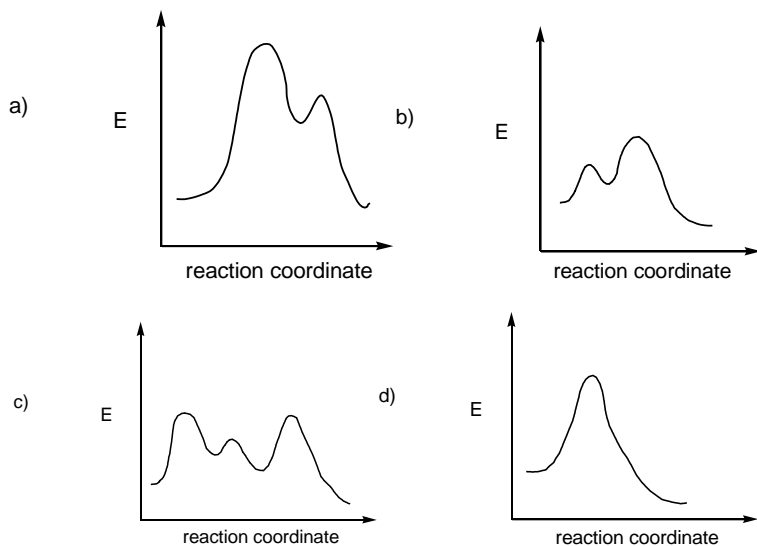 a)
E
reaction coordinate
b)
E
reaction coordinate
c)
E
reaction coordinate
d)
E
reaction coordinate